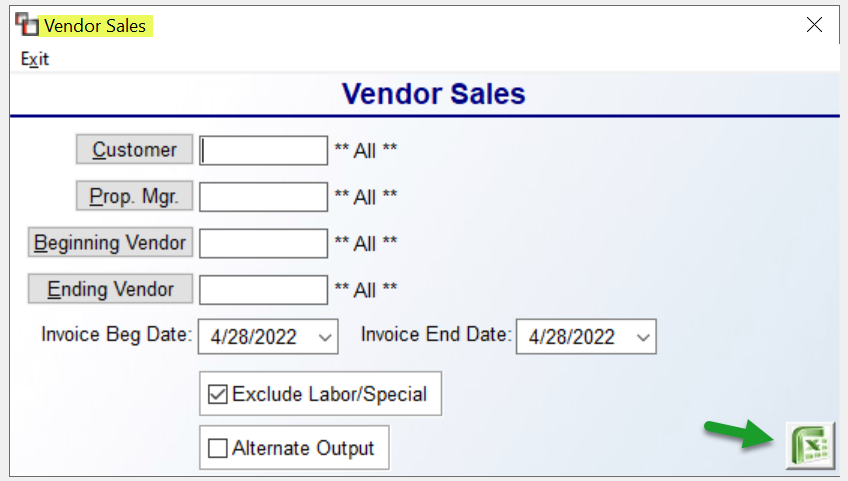 Vendor Sales
Exit
Vendor Sales
Customer ** All **
Prop. Mgr. ** All **
Beginning Vendor ** All **
Ending Vendor ** All **
Invoice Beg Date: 4/28/2022 Invoice End Date: 4/28/2022
Exclude Labor/Special
Alternate Output